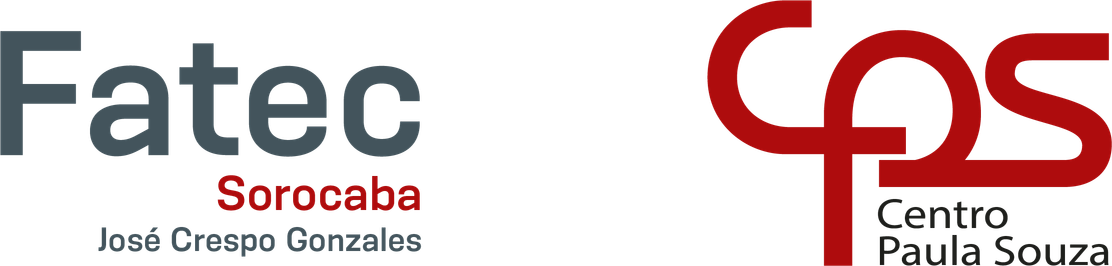 Fatec
Sorocaba
José Crespo Gonzales
CPS
Centro
Paula Souza